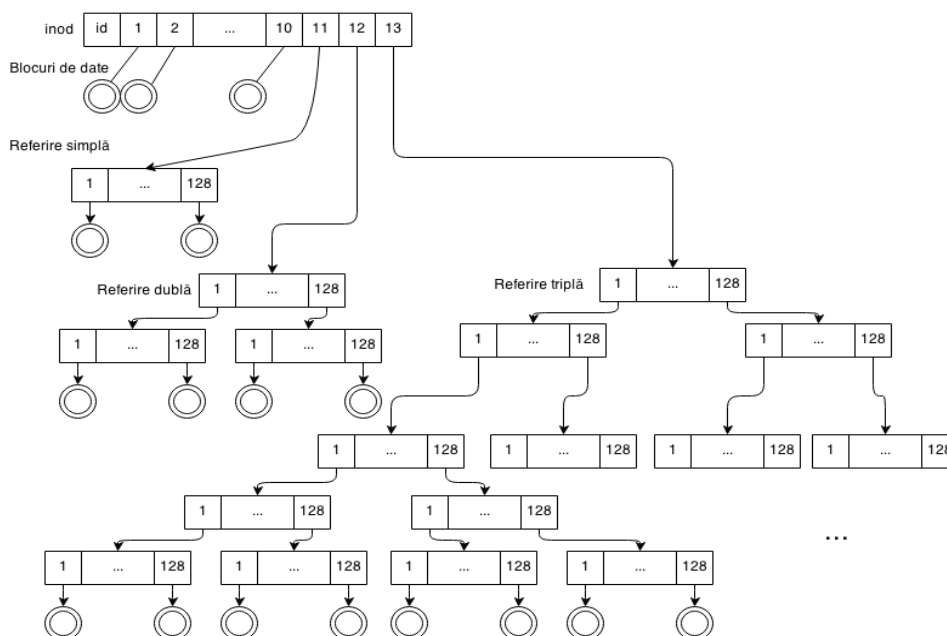 inod id 1 2 ... 10 11 12 13
Blocuri de date
Referire simplă
1 ... 128
Referire dublă 1 ... 128 Referire triplă 1 ... 128
1 ... 128 1 ... 128 1 ... 128 1 ... 128
1 ... 128 1 ... 128 1 ... 128 1 ... 128
1 ... 128 1 ... 128
...
1 ... 128 1 ... 128 1 ... 128 1 ... 128